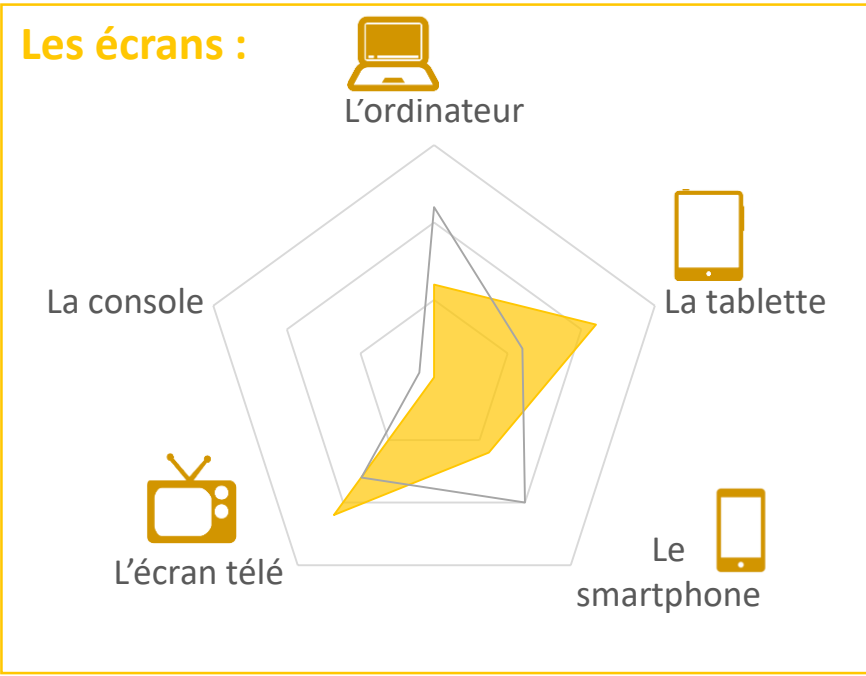 Les écrans :
L'ordinateur
La console
La tablette
L'écran télé
Le
smartphone